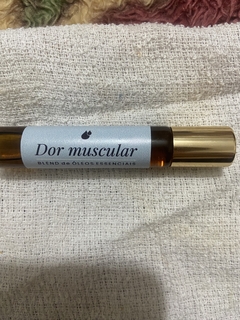 Dor muscular
BLEND de ÓLEOS ESSENCIAIS